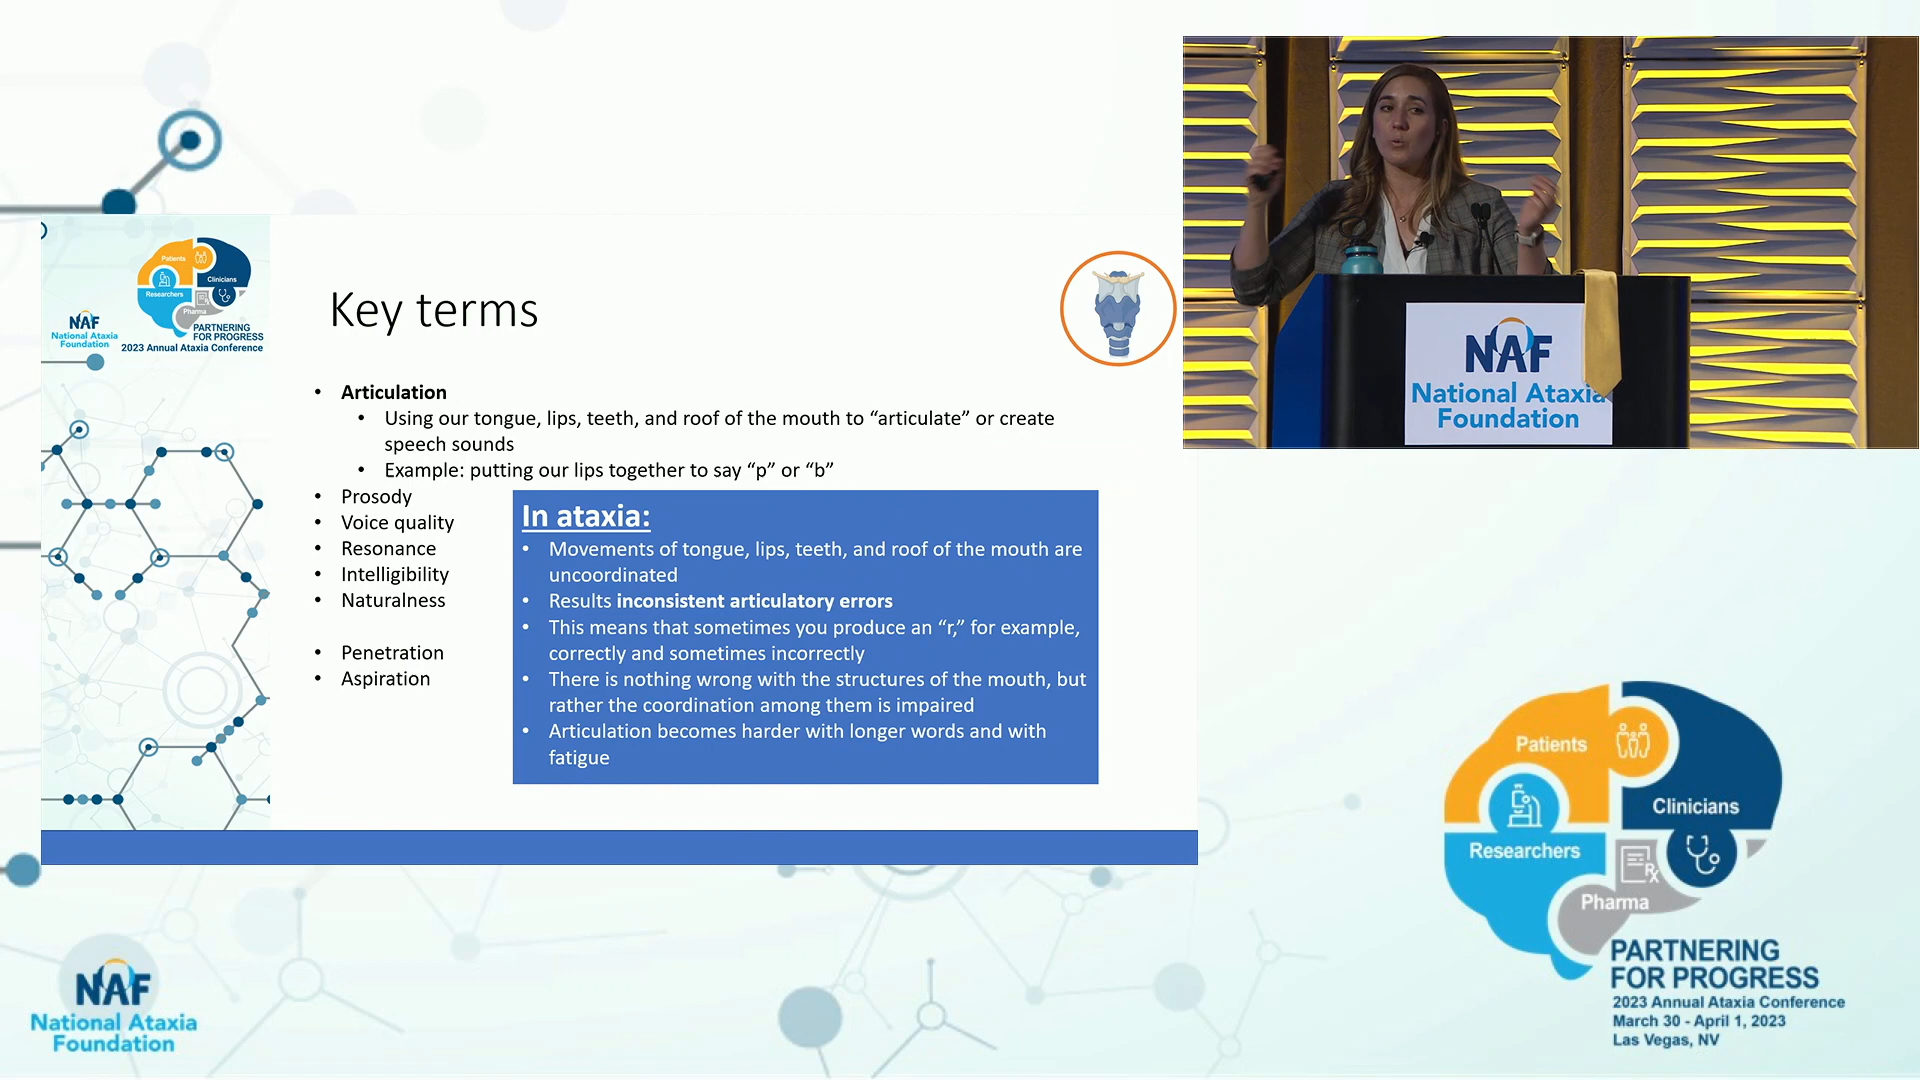 Patients
Clinicians
Researchers
Pharma
NAF
National Ataxia
Foundation
PARTNERING
FOR PROGRESS
2023 Annual Ataxia Conference
Key terms
• Articulation
• Using our tongue, lips, teeth, and roof of the mouth to “articulate” or create
speech sounds
• Example: putting our lips together to say “p” or “b”
• Prosody
• Voice quality
• Resonance
• Intelligibility
• Naturalness
• Penetration
• Aspiration
In ataxia:
• Movements of tongue, lips, teeth, and roof of the mouth are
uncoordinated
• Results inconsistent articulatory errors
• This means that sometimes you produce an “r,” for example,
correctly and sometimes incorrectly
• There is nothing wrong with the structures of the mouth, but
rather the coordination among them is impaired
• Articulation becomes harder with longer words and with
fatigue
NAF
National Ataxia
Foundation
Patients
Clinicians
Researchers
Rx
Pharma
PARTNERING
FOR PROGRESS
2023 Annual Ataxia Conference
March 30 - April 1, 2023
Las Vegas, NV
NAF
National Ataxia
Foundation